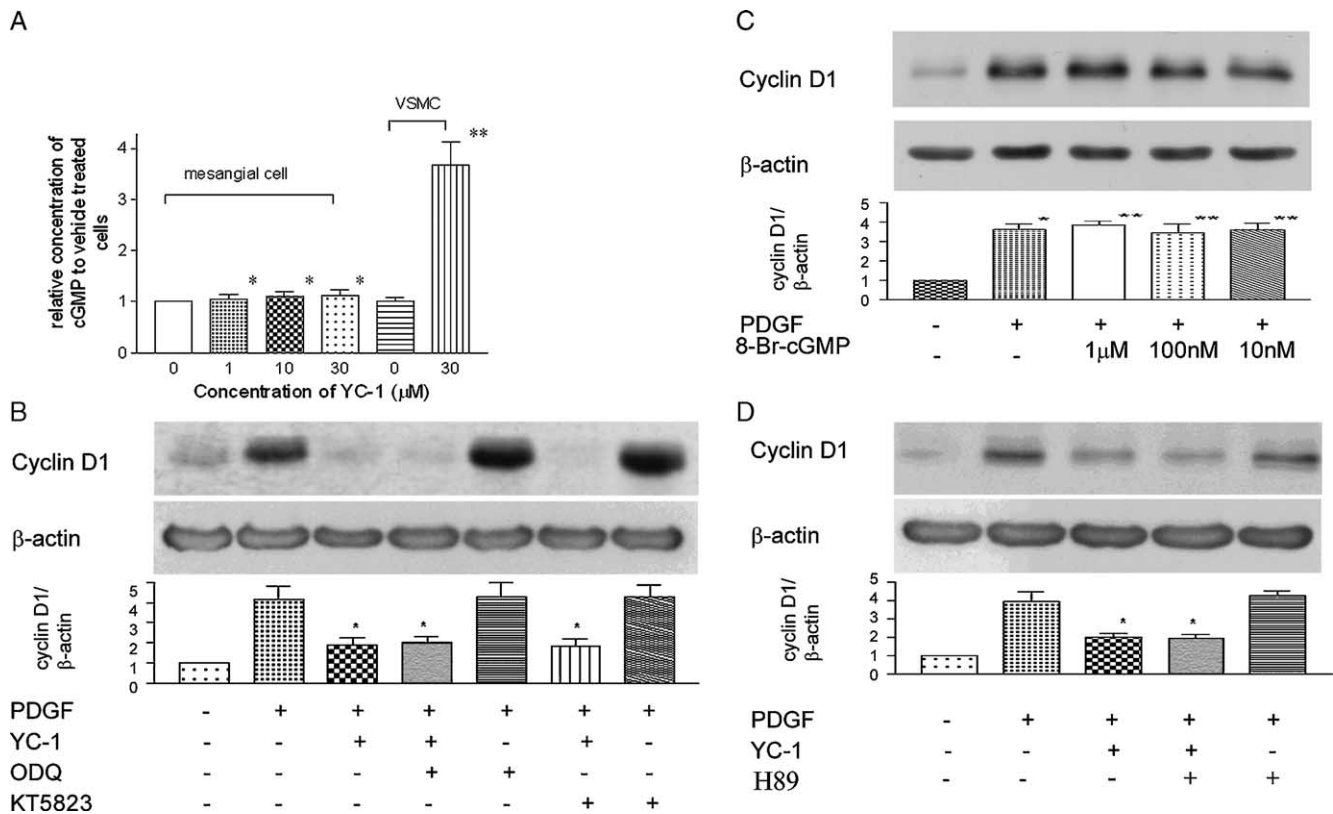 A
relative concentration of
cGMP to vehide treated
cells
4
3
2
1
0
mesangial cell
*
*
*
VSMC
**
0 1 10 30 0 30
Concentration of YC-1 (μM)
B
Cyclin D1
β-actin
cyclin D1/
β-actin
5
4
3
2
1
0
*
*
*
PDGF - + + + + + +
YC-1 - - + + - + -
ODQ - - - + + - -
KT5823 - - - - - + +
C
Cyclin D1
β-actin
cyclin D1/
β-actin
5
4
3
2
1
0
*
**
**
**
PDGF - + + + +
8-Br-cGMP - - 1μM 100nM 10nM
D
Cyclin D1
β-actin
cyclin D1/
β-actin
5
4
3
2
1
0
*
*
PDGF - + + + +
YC-1 - - + + -
H89 - - - + +